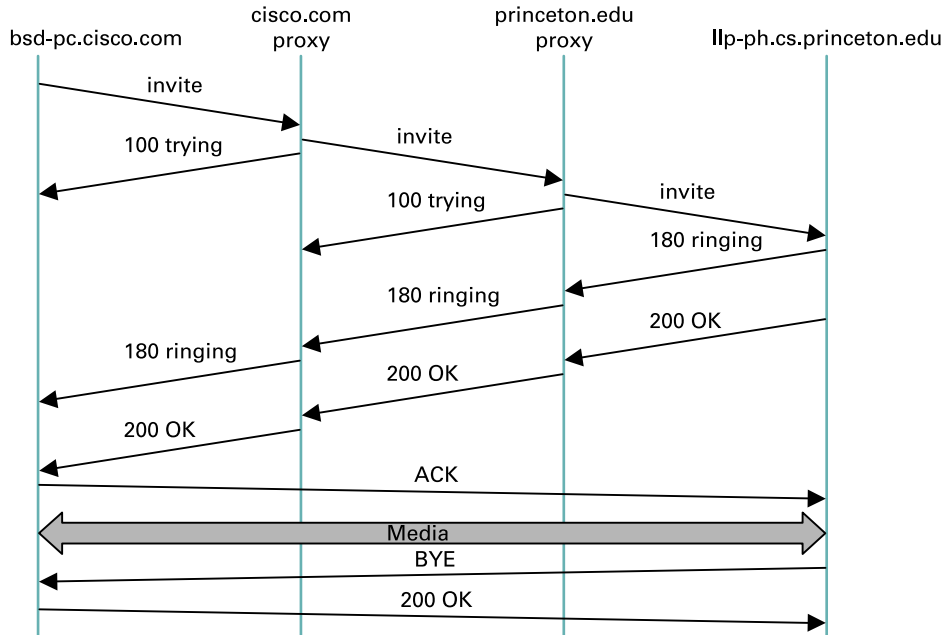 bsd-pc.cisco.com
cisco.com
proxy
princeton.edu
proxy
llp-ph.cs.princeton.edu
invite
100 trying
invite
100 trying
invite
180 ringing
180 ringing
200 OK
180 ringing
200 OK
200 OK
ACK
Media
BYE
200 OK